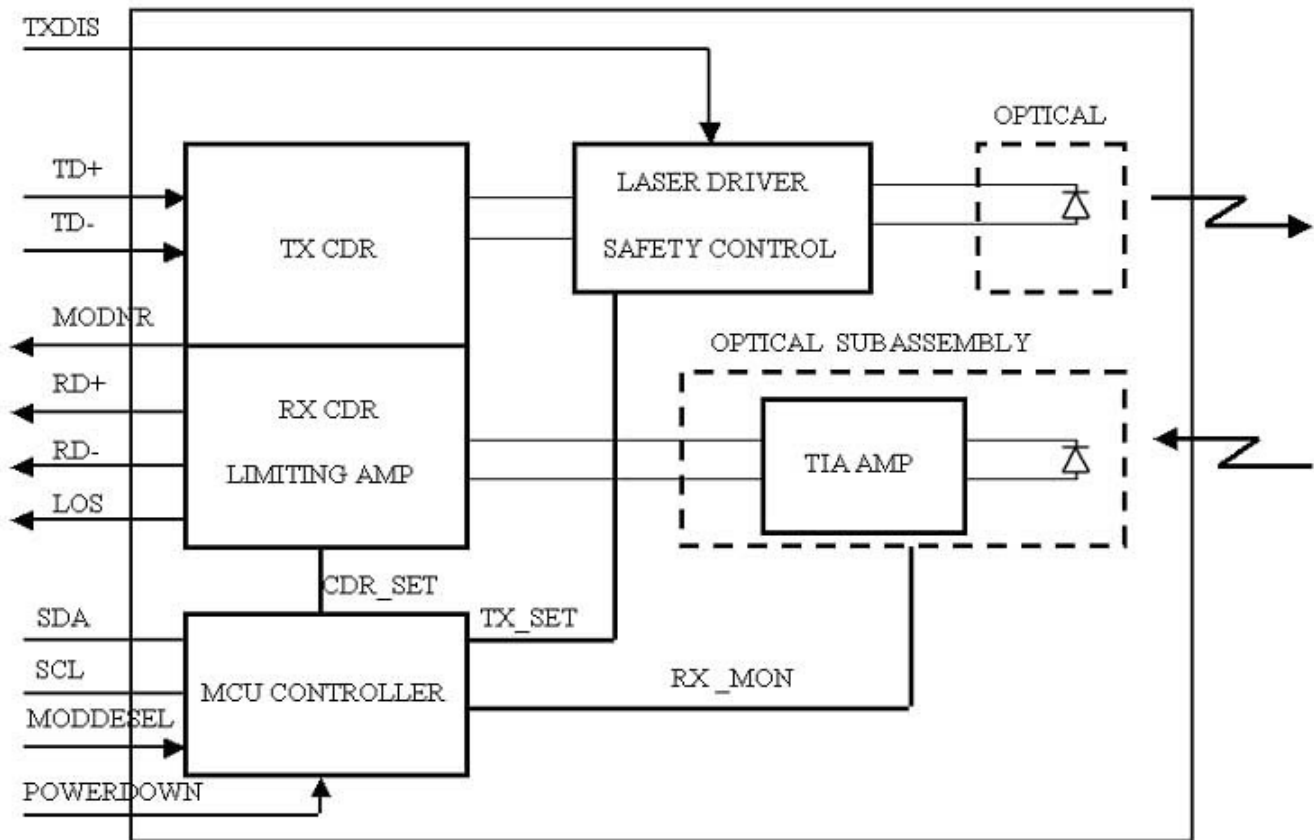 TXDIS
OPTICAL
TD+
TD-
LASER DRIVER
SAFETY CONTROL
TX CDR
MODNR
OPTICAL SUBASSEMBLY
RD+
RX CDR
RD-
LIMITING AMP
TIA AMP
LOS
CDR_SET
SDA
TX_SET
SCL
MCU CONTROLLER
RX_MON
MODDESEL
POWERDOWN